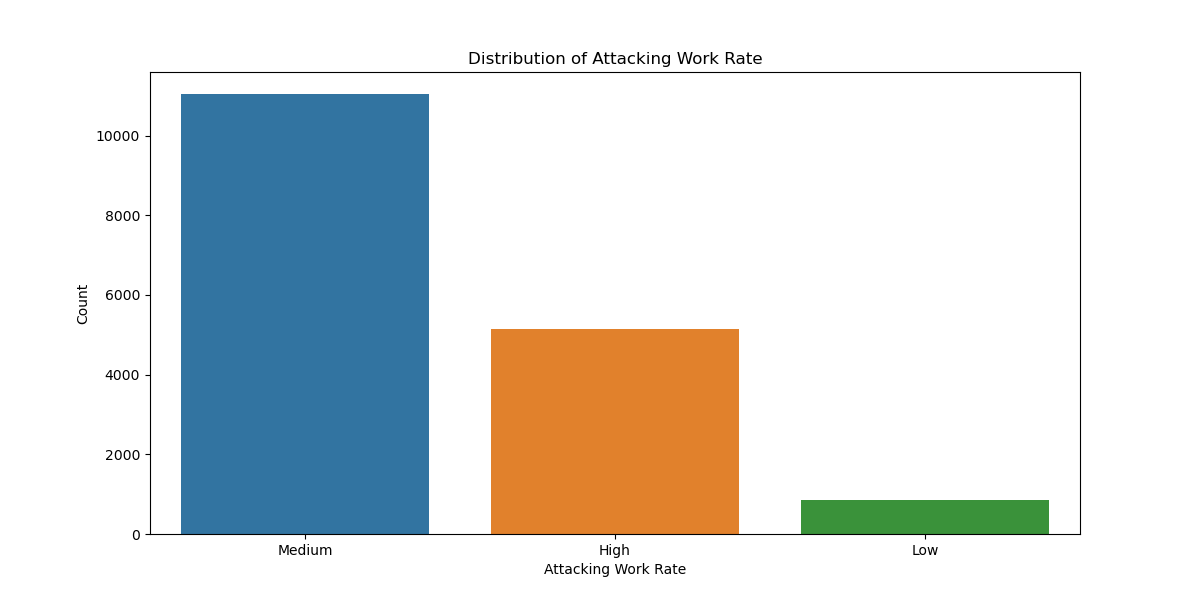 Distribution of Attacking Work Rate
Count
10000
8000
6000
4000
2000
0
Medium High Low
Attacking Work Rate